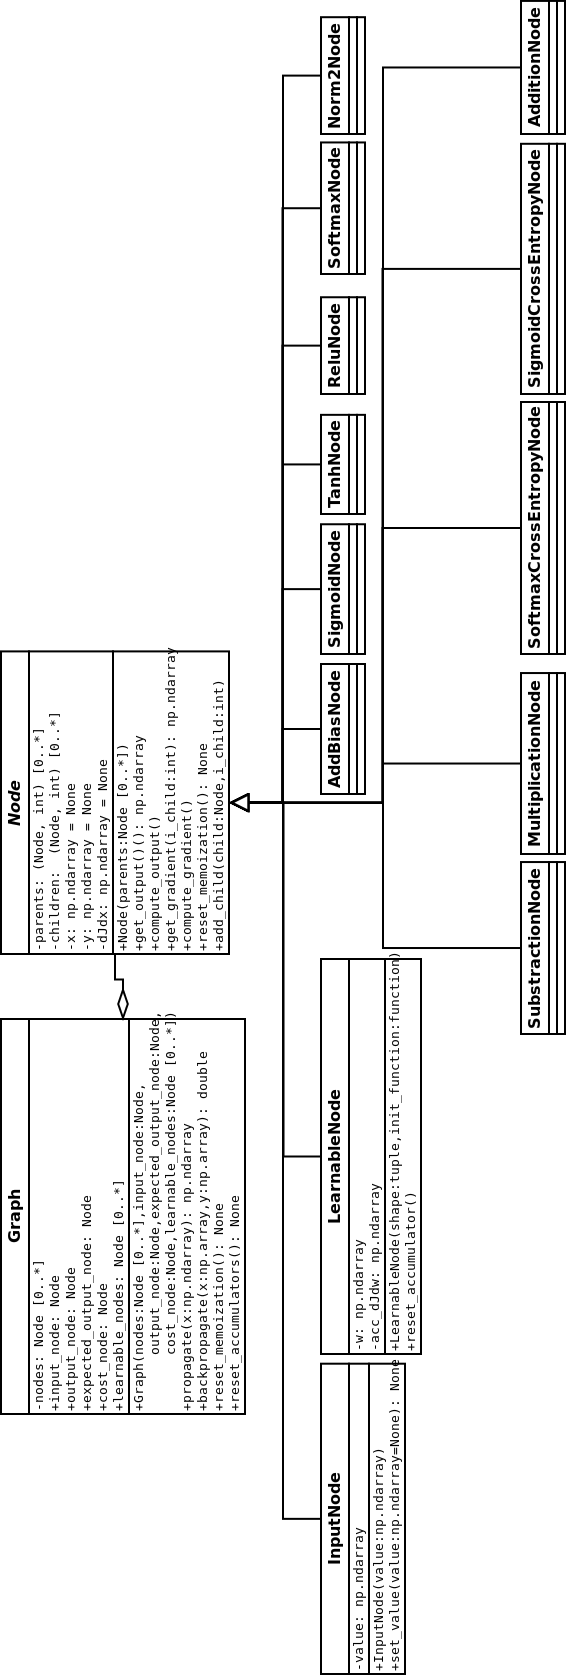 Graph
-nodes: Node [0..*]
+input_node: Node
+output_node: Node
+expected_output_node: Node
+cost_node: Node
+learnable_nodes: Node [0..*]
+Graph(nodes:Node [0..*],input_node:Node,
output_node:Node,expected_output_node:Node,
cost_node:Node,learnable_nodes:Node [0..*])
+propagate(x:np.ndarray): np.ndarray
+backpropagate(x:np.array,y:np.array): double
+reset_memoization(): None
+reset_accumulators(): None
Node
-parents: (Node, int) [0..*]
-children:  (Node, int) [0..*]
-x: np.ndarray = None
-y: np.ndarray = None
-dJdx: np.ndarray = None
+Node(parents:Node [0..*])
+get_output()(): np.ndarray
+compute_output()
+get_gradient(i_child:int): np.ndarray
+compute_gradient()
+reset_memoization(): None
+add_child(child:Node,i_child:int)
InputNode
-value: np.ndarray
+InputNode(value:np.ndarray)
+set_value(value:np.ndarray=None): None
LearnableNode
-w: np.ndarray
-acc_dJdw: np.ndarray
+LearnableNode(shape:tuple,init_function:function)
+reset_accumulator()
AddBiasNode
SigmoidNode
TanhNode
ReluNode
SoftmaxNode
Norm2Node
SubstractionNode
MultiplicationNode
SoftmaxCrossEntropyNode
SigmoidCrossEntropyNode
AdditionNode